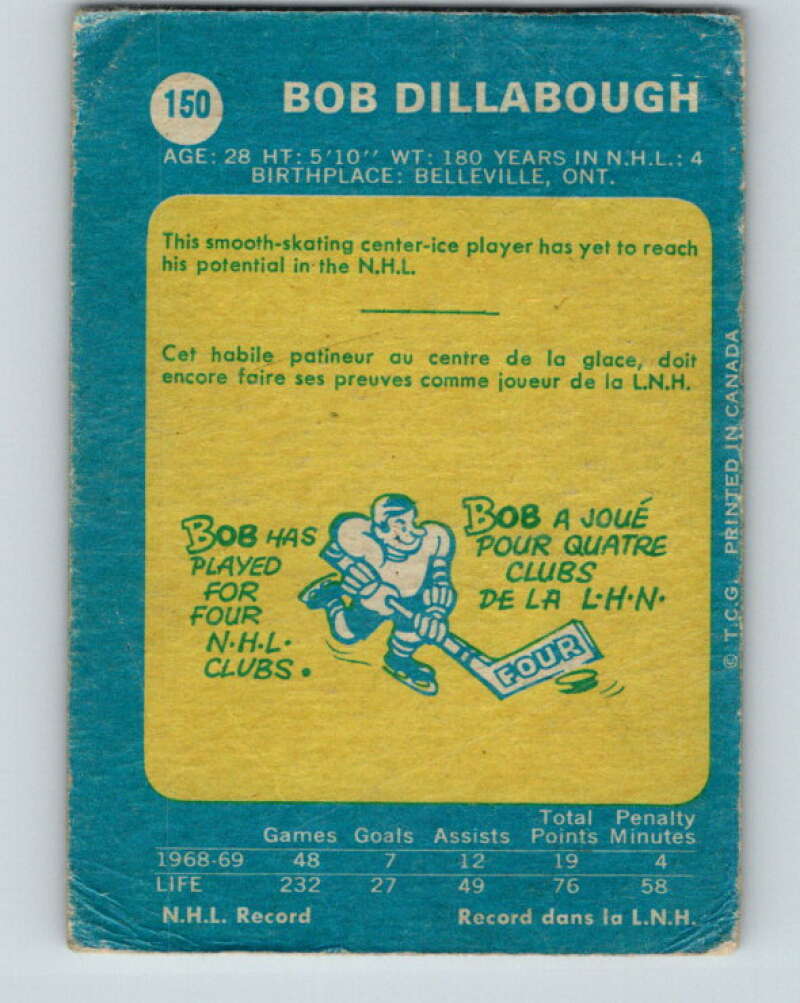 150
BOB DILLABOUGH
AGE: 28 HT: 5'10'' WT: 180 YEARS IN N.H.L.: 4
BIRTHPLACE: BELLEVILLE, ONT.
This smooth-skating center-ice player has yet to reach
his potential in the N.H.L.
Cet habile patineur au centre de la glace, doit
encore faire ses preuves comme joueur de la L.N.H.
BOB HAS
PLAYED
FOR
FOUR
N·H·L·
CLUBS.
BOB A JOUÉ
POUR QUATRE
CLUBS
DE LA L·H·N·
FOUR
© T.C.G. PRINTED IN CANADA
Games Goals Assists Total Points Penalty Minutes
1968-69 48 7 12 19 4
LIFE 232 27 49 76 58
N.H.L. Record Record dans la L.N.H.